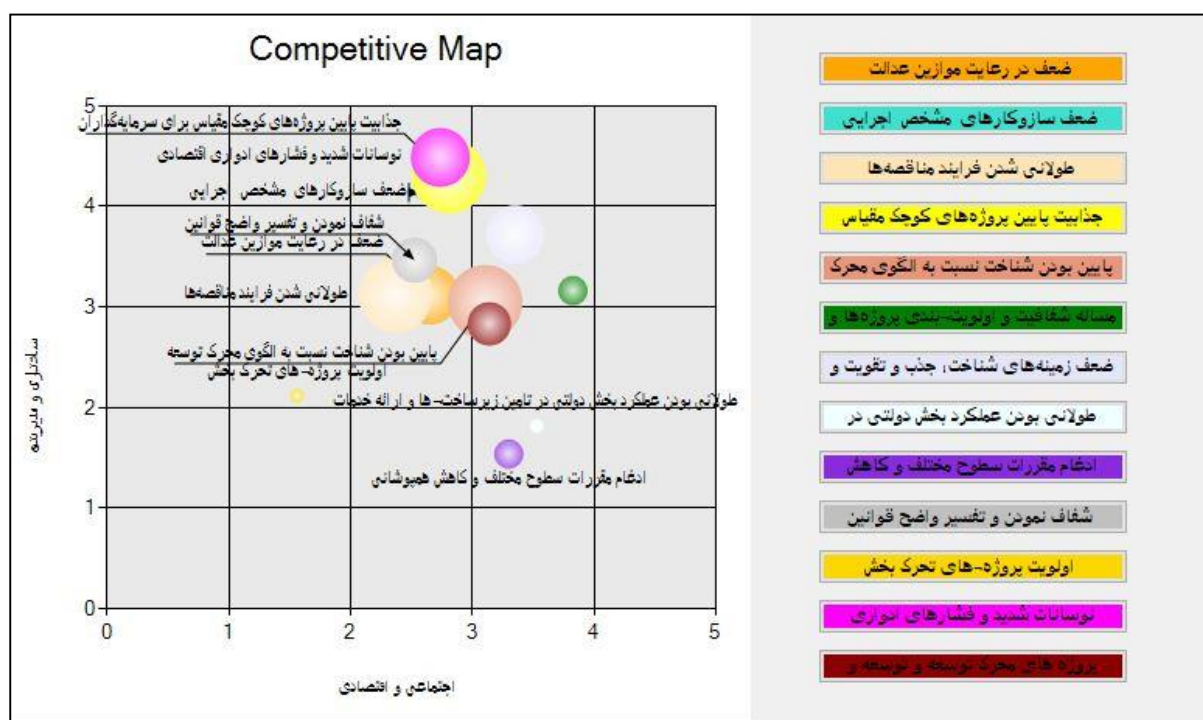 Competitive Map
5
4
3
2
1
0
0 1 2 3 4 5
جذابیت پایین پروژه‌های کوچک مقیاس برای سرمایه‌گذاران
نوسانات شدید و فشارهای ادواری اقتصادی
ضعف سازوکارهای مشخص اجرایی
شفاف نمودن و تفسیر واضح قوانین
ضعف در رعایت موازین عدالت
طولانی شدن فرایند مناقصه‌ها
پایین بودن شناخت نسبت به الگوی محرک توسعه
اولویت پروژه-های تحرک بخش
طولانی بودن عملکرد بخش دولتی در تامین زیرساخت-ها و ارائه خدمات
ادغام مقررات سطوح مختلف و کاهش همپوشانی
ساختاری و مدیریتی
اجتماعی و اقتصادی
ضعف در رعایت موازین عدالت
ضعف سازوکارهای مشخص اجرایی
طولانی شدن فرایند مناقصه‌ها
جذابیت پایین پروژه‌های کوچک مقیاس
پایین بودن شناخت نسبت به الگوی محرک
مساله شفافیت و اولویت-بندی پروژه‌ها و
ضعف زمینه‌های شناخت، جذب و تقویت و
طولانی بودن عملکرد بخش دولتی در
ادغام مقررات سطوح مختلف و کاهش
شفاف نمودن و تفسیر واضح قوانین
اولویت پروژه-های تحرک بخش
نوسانات شدید و فشارهای ادواری
پروژه های محرک توسعه و توسعه و